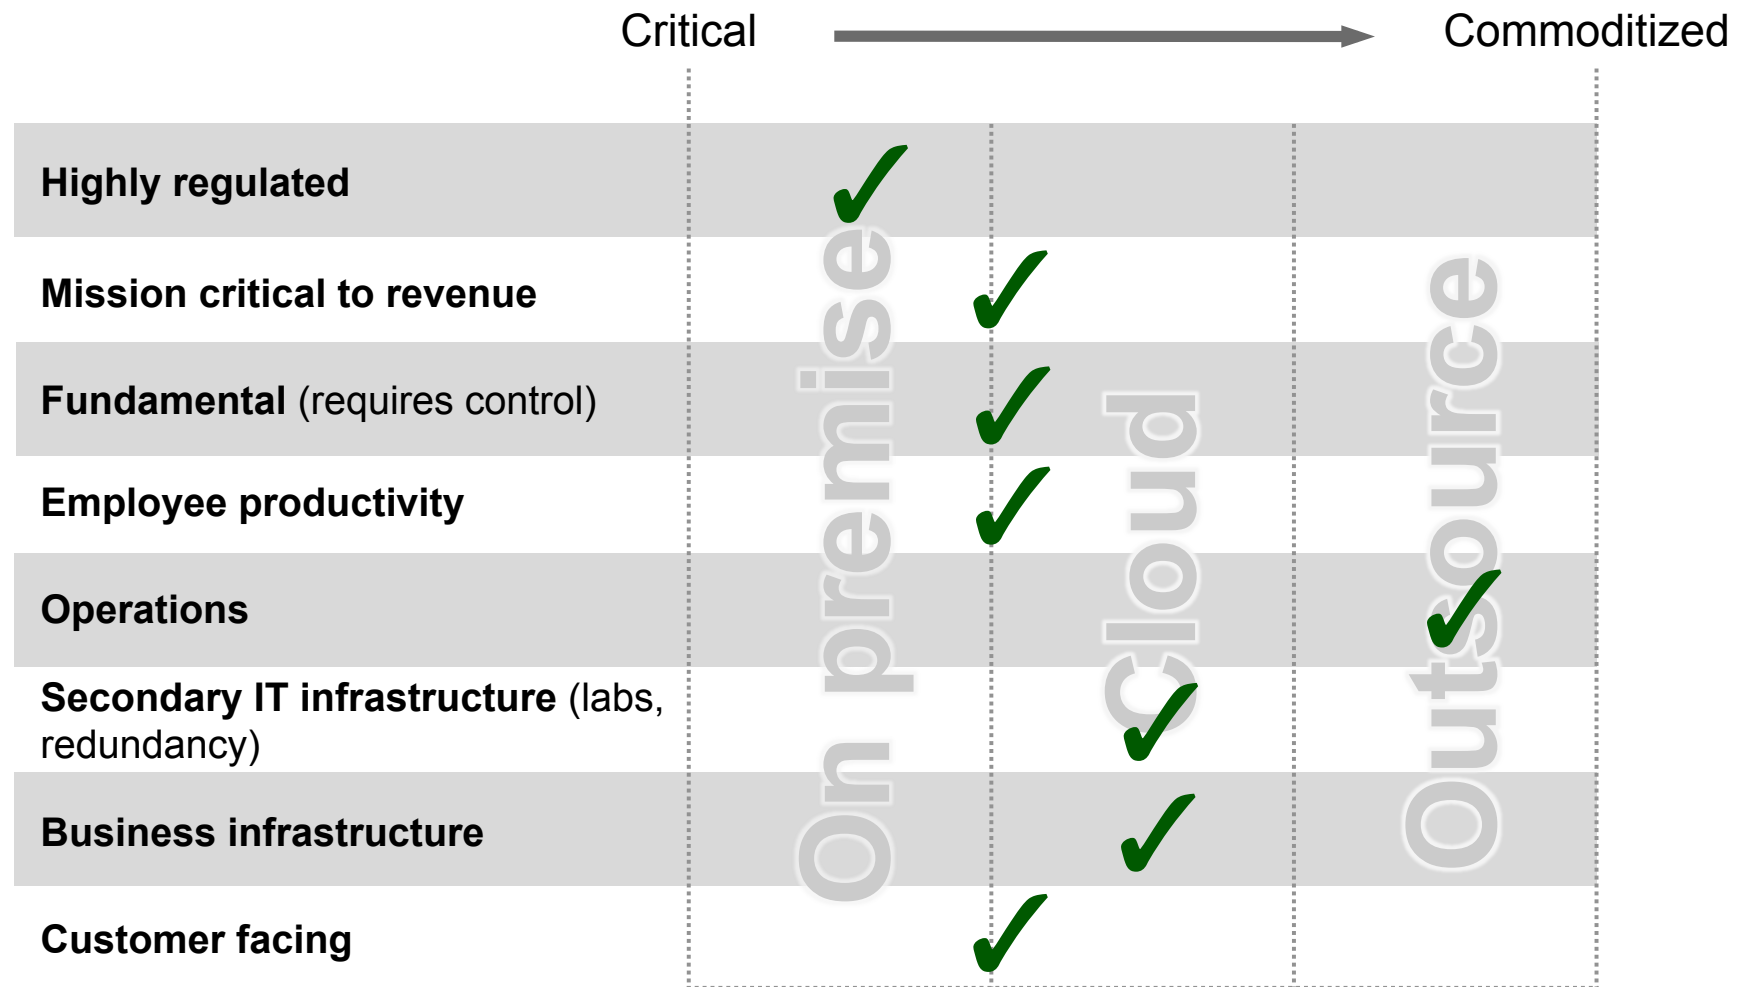 Critical
Commoditized
Highly regulated
Mission critical to revenue
Fundamental (requires control)
Employee productivity
Operations
Secondary IT infrastructure (labs,
redundancy)
Business infrastructure
Customer facing
On premise
Cloud
Outsource